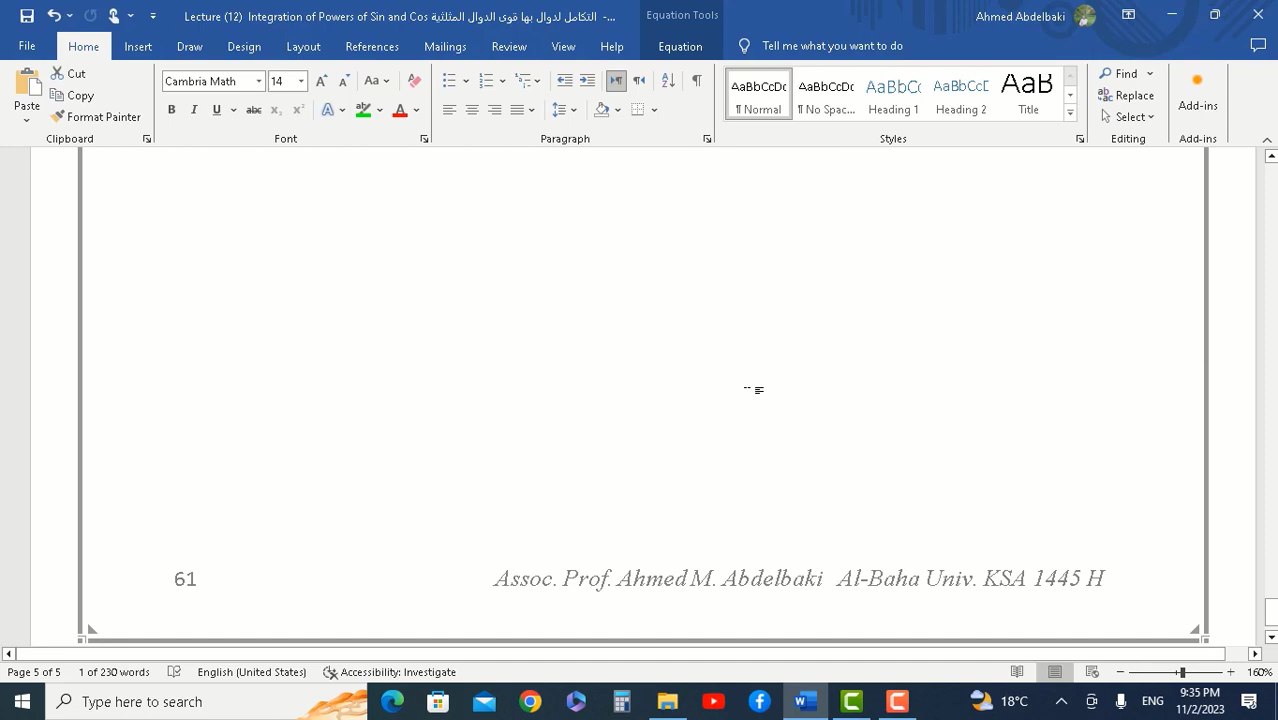 Lecture (12) Integration of Powers of Sin and Cos التكامل لدوال بها قوى الدوال المثلثية -...
Equation Tools
Ahmed Abdelbaki
File Home Insert Draw Design Layout References Mailings Review View Help Equation Tell me what you want to do
Paste
Cut
Copy
Format Painter
Clipboard
Cambria Math 14
Aa
B I U abc A A
Font
Paragraph
AaBbCcDc
¶ Normal
AaBbCcDc
¶ No Spac...
AaBbCc
Heading 1
AaBbCcD
Heading 2
AaB
Title
Styles
Find
Replace
Select
Editing
Add-ins
Add-ins
61 Assoc. Prof. Ahmed M. Abdelbaki Al-Baha Univ. KSA 1445 H
Page 5 of 5 1 of 230 words English (United States) Accessibility: Investigate 160%
Type here to search
18°C ENG
9:35 PM
11/2/2023